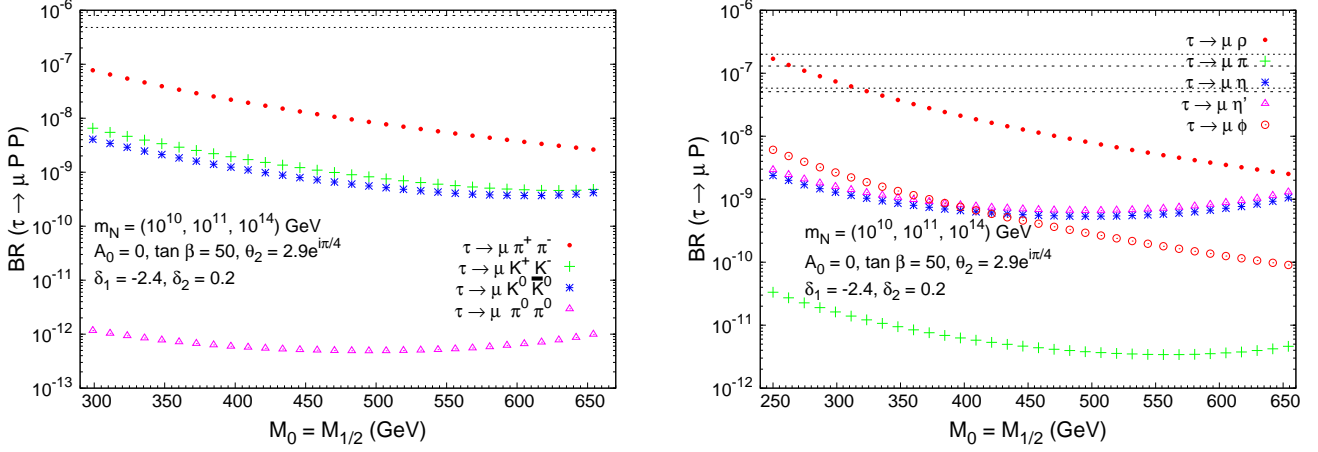 BR (τ → μ P P)
10^-6
10^-7
10^-8
10^-9
10^-10
10^-11
10^-12
10^-13
m_N = (10^10, 10^11, 10^14) GeV
A_0 = 0, tan β = 50, θ_2 = 2.9e^iπ/4
δ_1 = -2.4, δ_2 = 0.2
τ → μ π^+ π^-
τ → μ K^+ K^-
τ → μ K^0 K̅^0
τ → μ π^0 π^0
300 350 400 450 500 550 600 650
M_0 = M_1/2 (GeV)
BR (τ → μ P)
10^-6
10^-7
10^-8
10^-9
10^-10
10^-11
10^-12
τ → μ ρ
τ → μ π
τ → μ η
τ → μ η'
τ → μ φ
m_N = (10^10, 10^11, 10^14) GeV
A_0 = 0, tan β = 50, θ_2 = 2.9e^iπ/4
δ_1 = -2.4, δ_2 = 0.2
250 300 350 400 450 500 550 600 650
M_0 = M_1/2 (GeV)